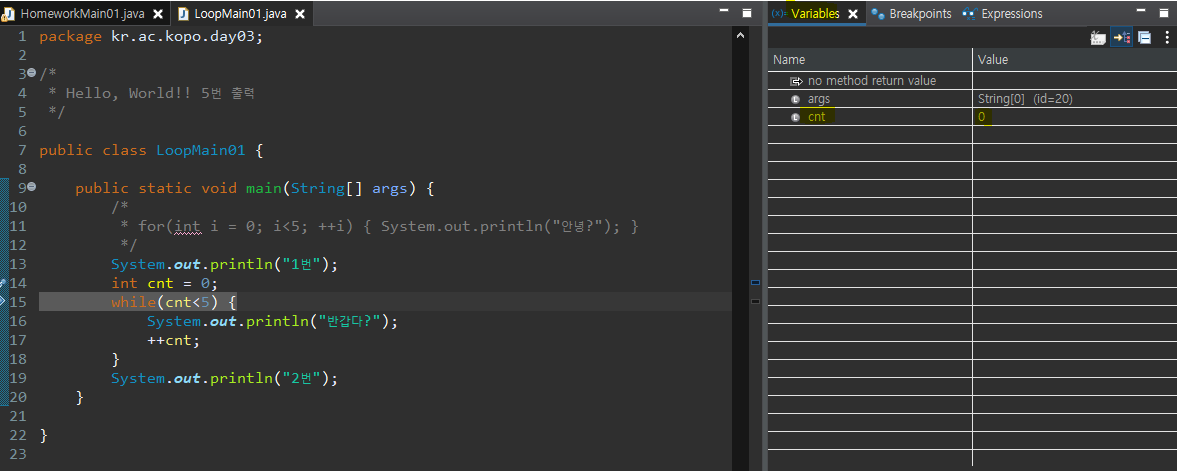 HomeworkMain01.java
LoopMain01.java
1 package kr.ac.kopo.day03;
2
3 /*
4 * Hello, World!! 5번 출력
5 */
6
7 public class LoopMain01 {
8
9 public static void main(String[] args) {
10 /*
11 * for(int i = 0; i<5; ++i) { System.out.println("안녕?"); }
12 */
13 System.out.println("1번");
14 int cnt = 0;
15 while(cnt<5) {
16 System.out.println("반갑다?");
17 ++cnt;
18 }
19 System.out.println("2번");
20 }
21
22 }
23
(x)= Variables
Breakpoints
Expressions
Name Value
no method return value
args String[0] (id=20)
cnt 0